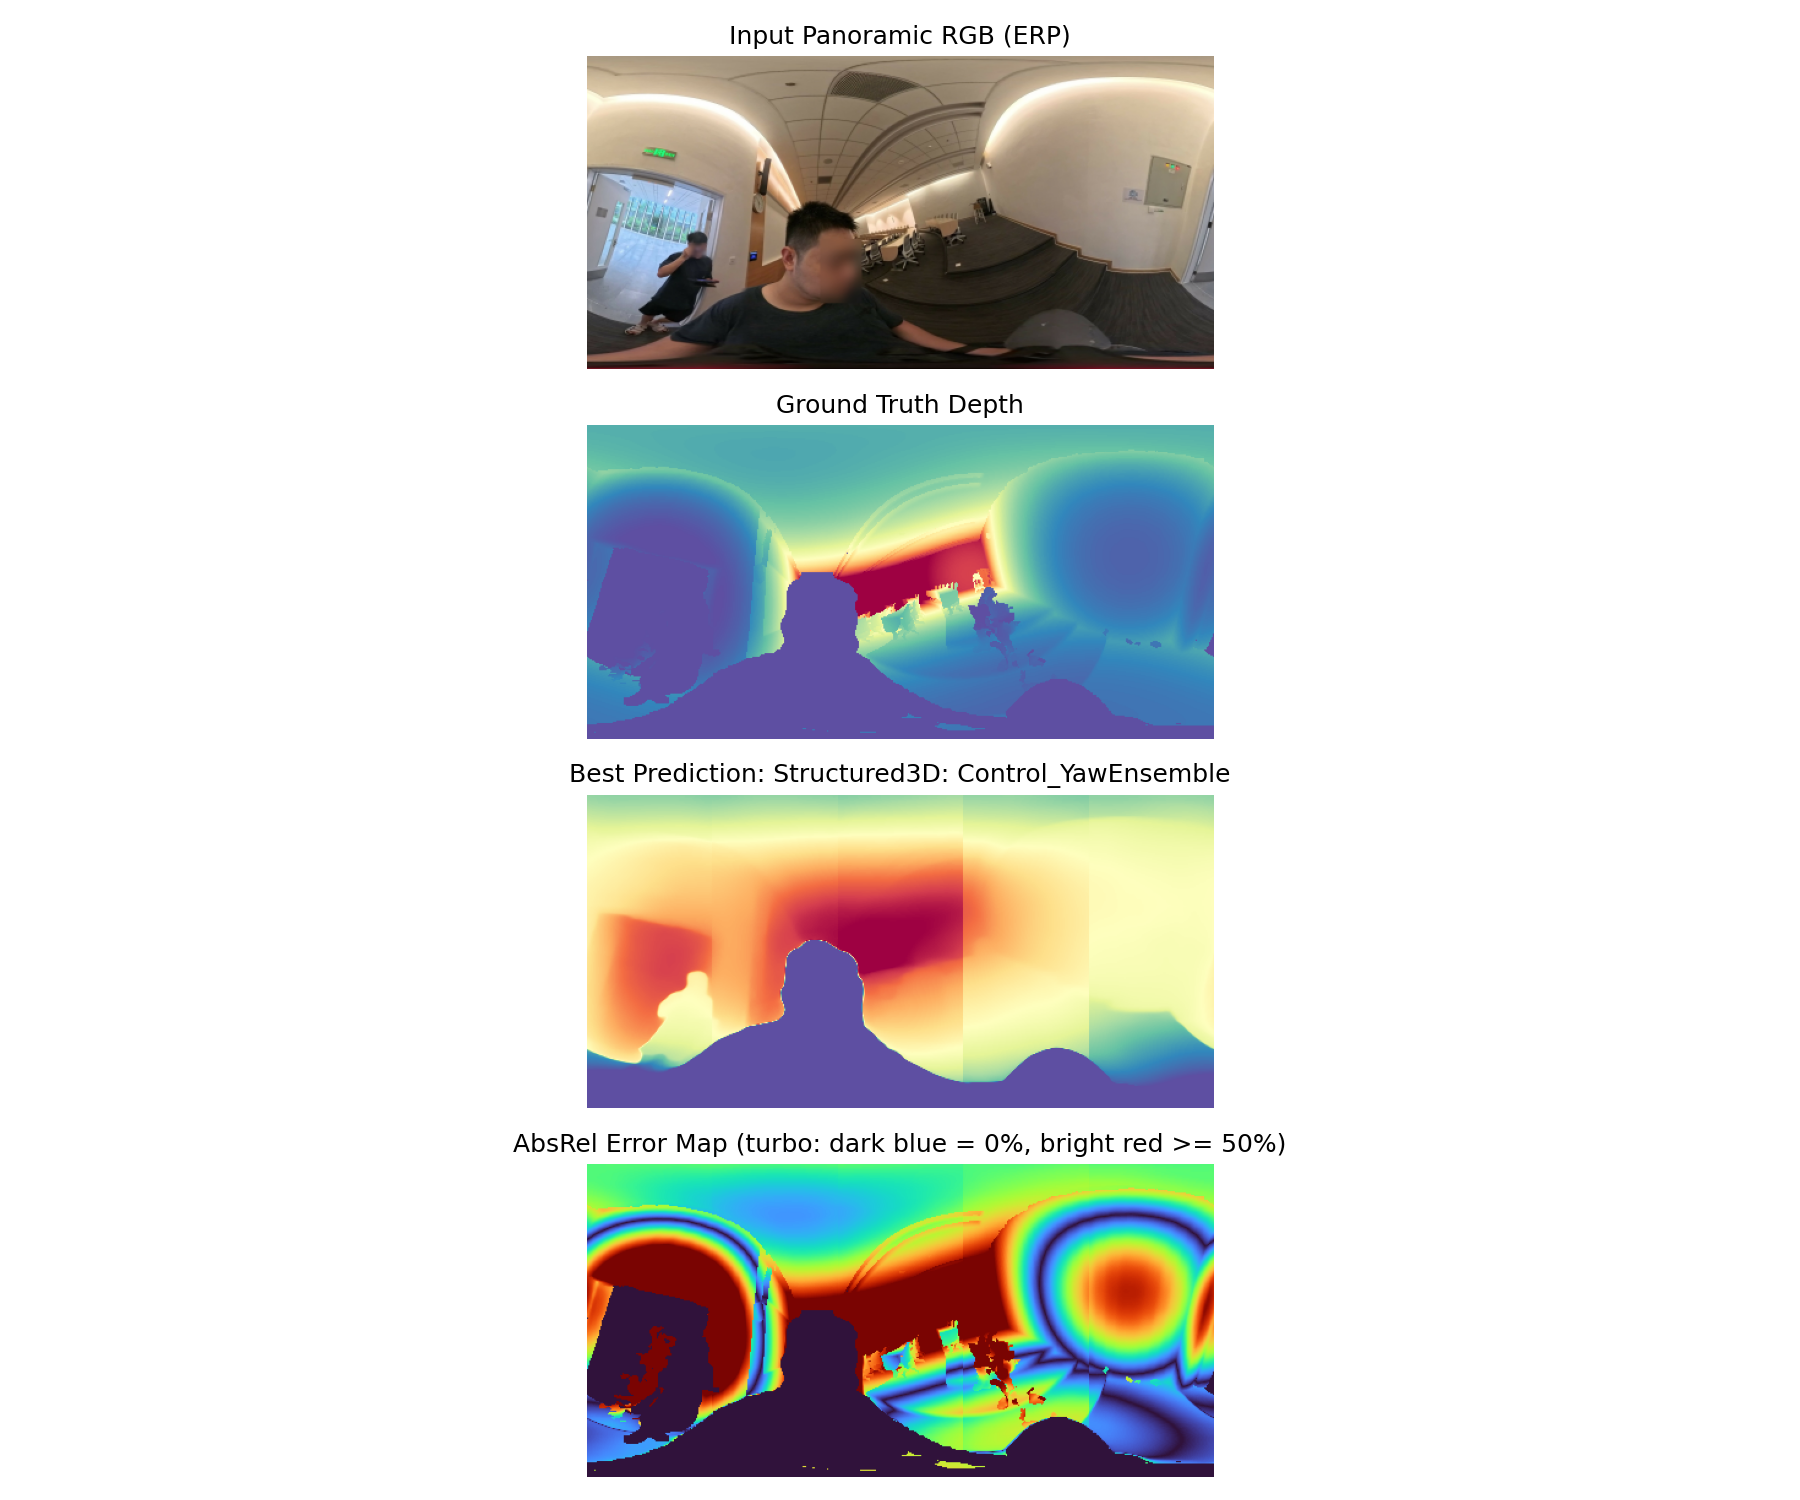 Input Panoramic RGB (ERP)
Ground Truth Depth
Best Prediction: Structured3D: Control_YawEnsemble
AbsRel Error Map (turbo: dark blue = 0%, bright red >= 50%)